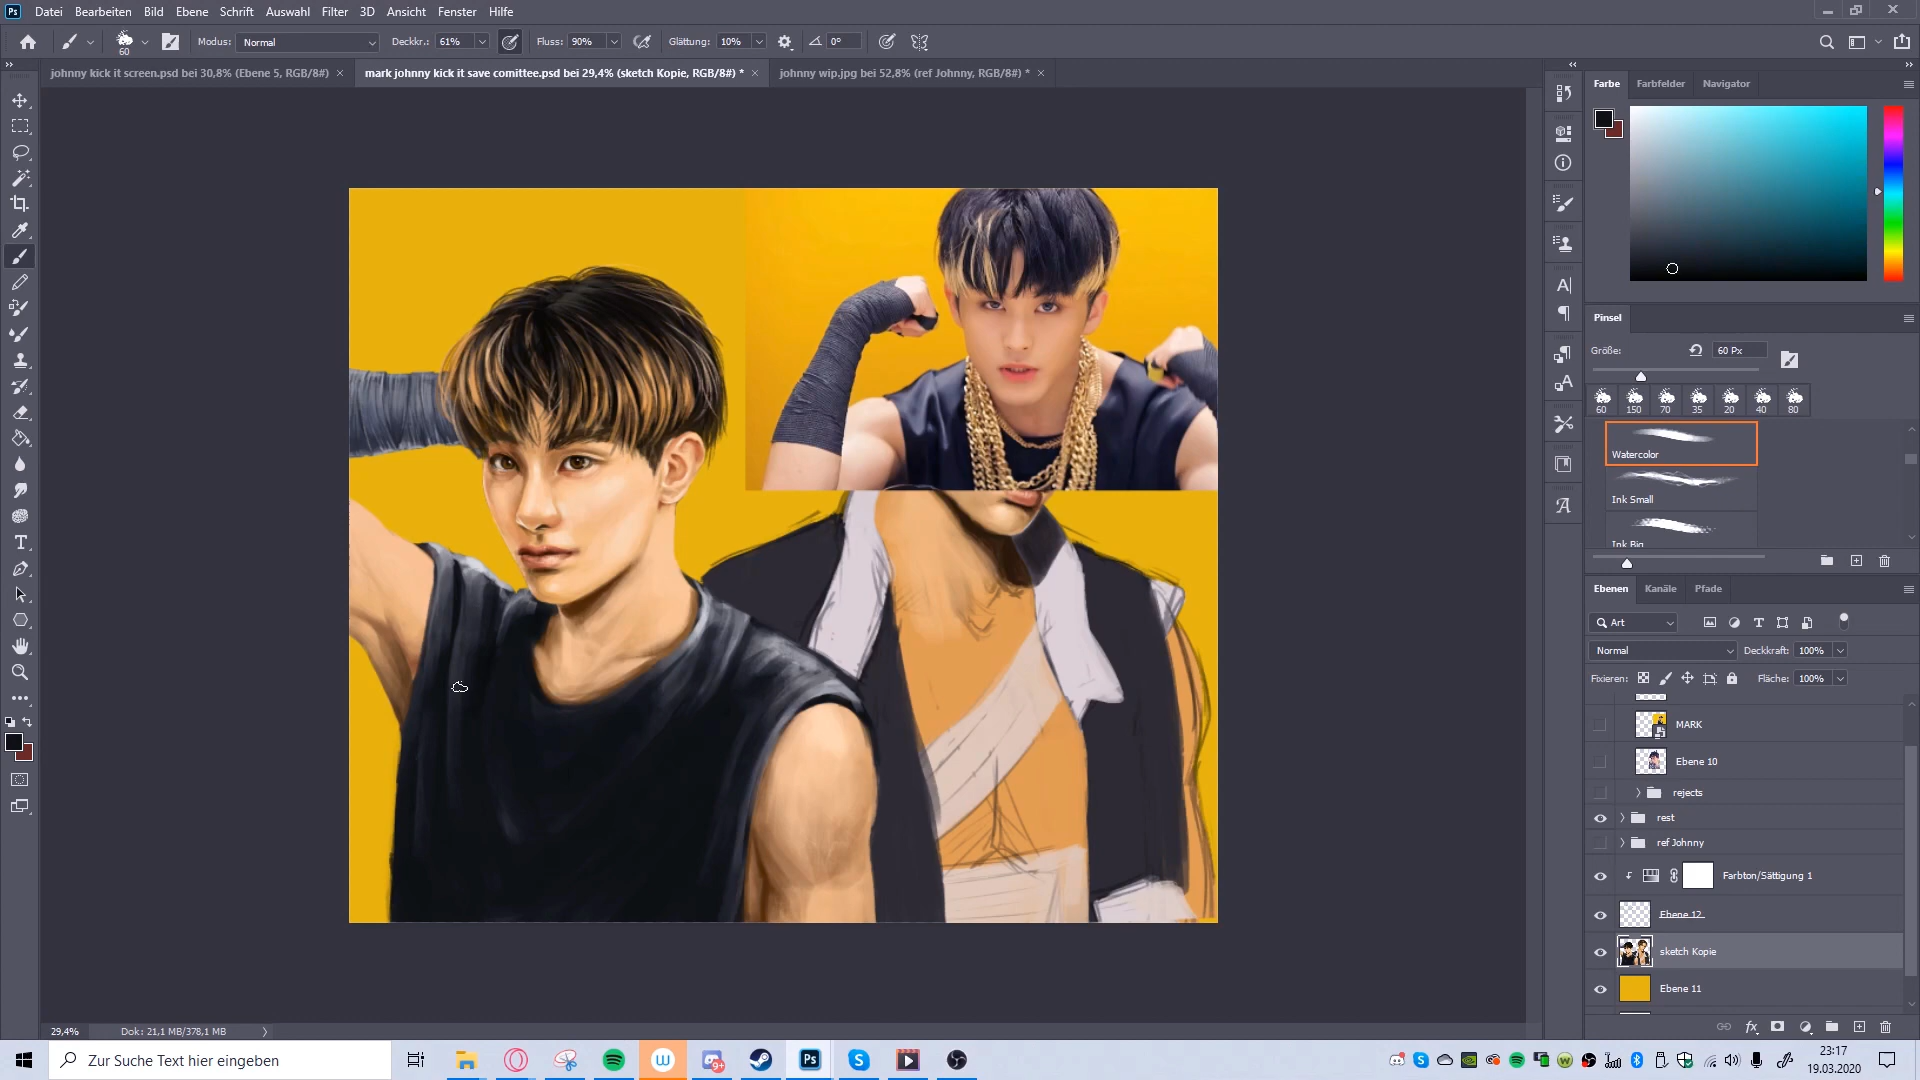 Ps Datei Bearbeiten Bild Ebene Schrift Auswahl Filter 3D Ansicht Fenster Hilfe
60 Modus: Normal Deckkr.: 61% Fluss: 90% Glättung: 10% 0°
johnny kick it screen.psd bei 30,8% (Ebene 5, RGB/8#) × mark johnny kick it save comittee.psd bei 29,4% (sketch Kopie, RGB/8#) * × johnny wip.jpg bei 52,8% (ref Johnny, RGB/8#) * ×
Farbe Farbfelder Navigator
Pinsel
Größe: 60 Px
60 150 70 35 20 40 80
Watercolor
Ink Small
Ink Big
Ebenen Kanäle Pfade
Art
Normal Deckkraft: 100%
Fixieren: Fläche: 100%
MARK
Ebene 10
rejects
rest
ref Johnny
Farbton/Sättigung 1
Ebene 12
sketch Kopie
Ebene 11
29,4% Dok: 21,1 MB/378,1 MB
Zur Suche Text hier eingeben
9+
Ps
23:17
19.03.2020